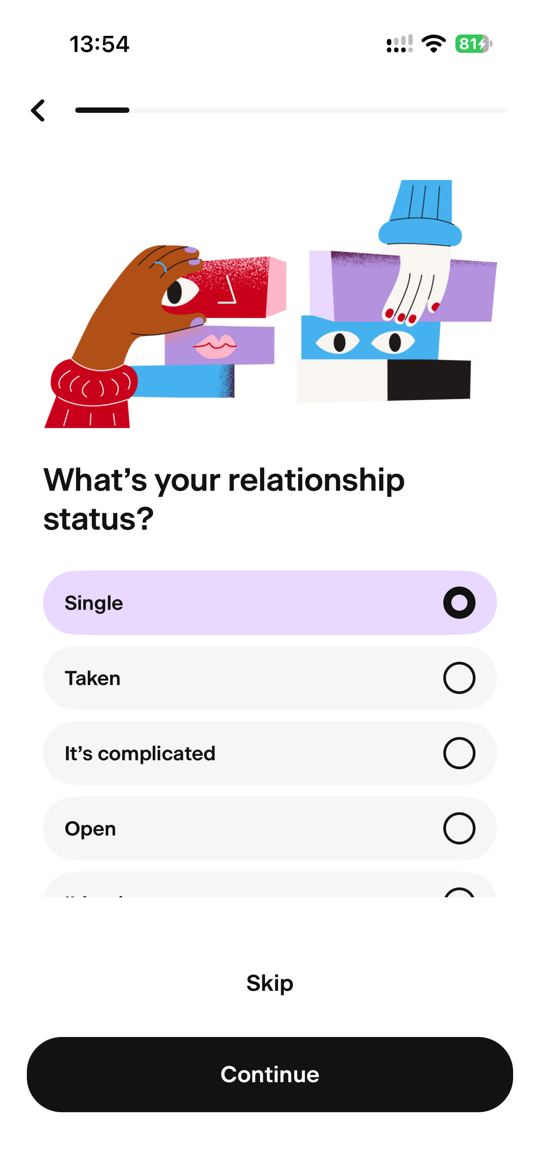 13:54
81
What’s your relationship
status?
Single
Taken
It’s complicated
Open
Skip
Continue